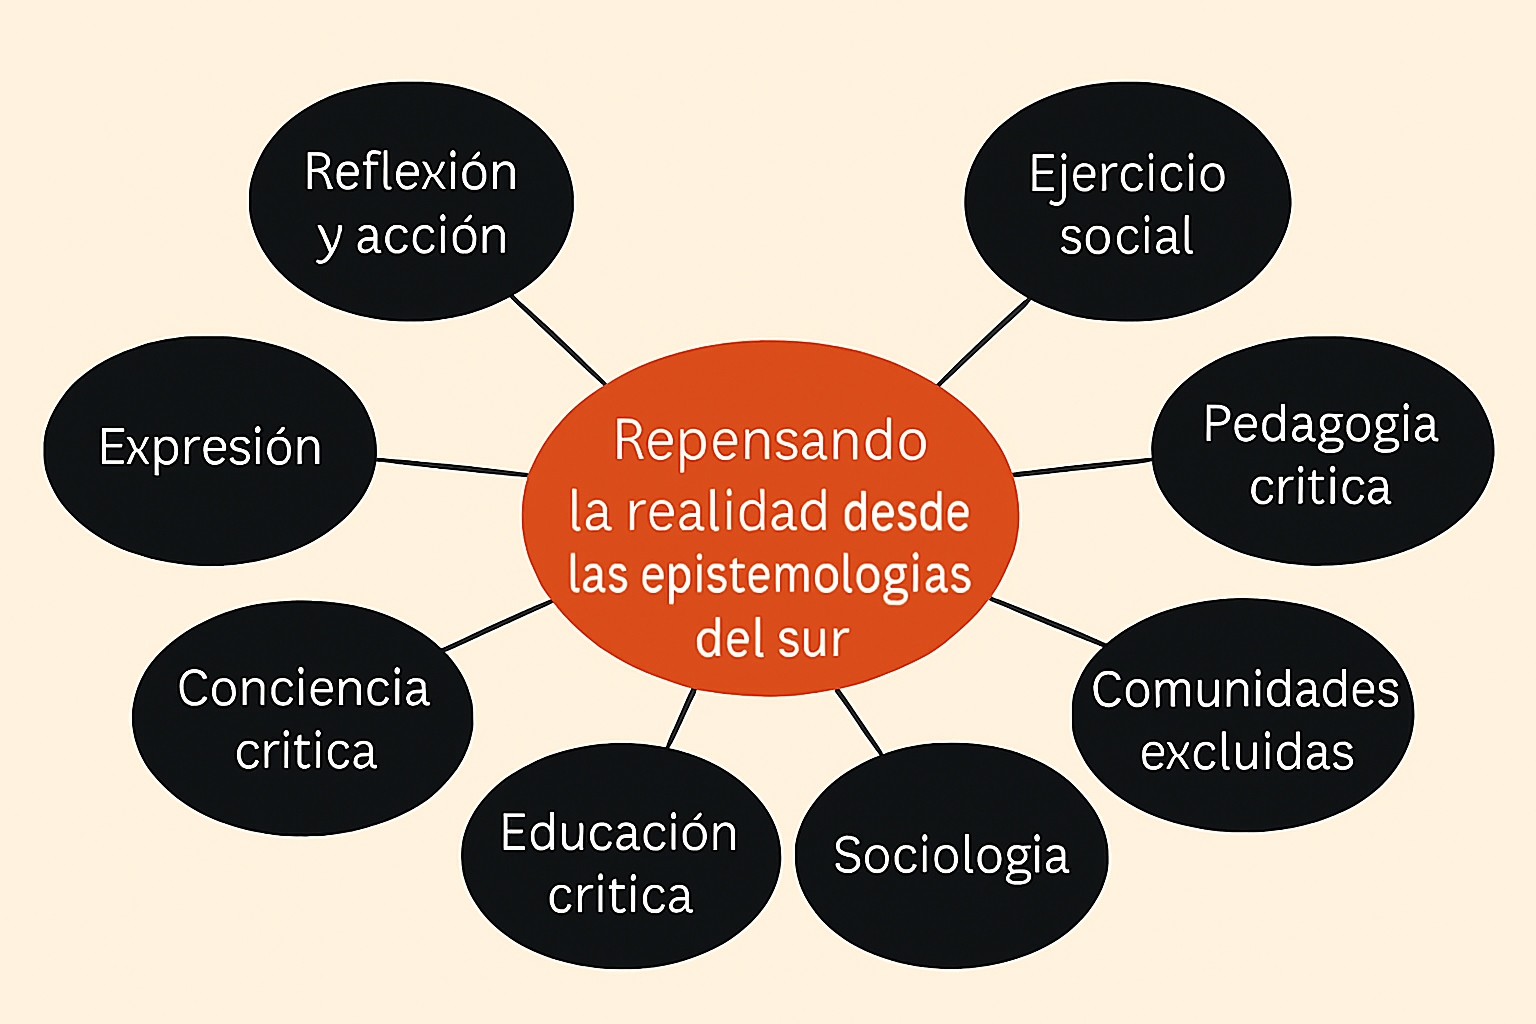 Reflexión
y acción
Ejercicio
social
Expresión
Repensando
la realidad desde
las epistemologias
del sur
Pedagogia
critica
Conciencia
critica
Comunidades
excluidas
Educación
critica
Sociologia